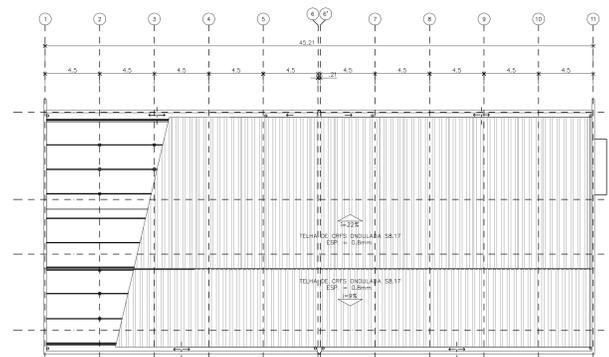 1 2 3 4 5 6 6' 7 8 9 10 11
45,21
4.5 4.5 4.5 4.5 4.5 .21 4.5 4.5 4.5 4.5 4.5
i=22%
TELHA DE CRFS ONDULADA S8.17
ESP. = 0.8mm
TELHA DE CRFS ONDULADA S8.17
ESP. = 0.8mm
i=9%